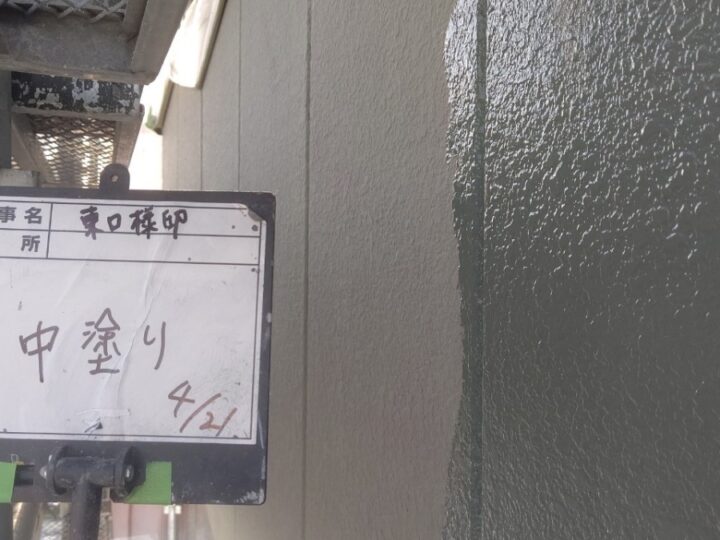 事名 東口様邸
所
中塗り
4/21